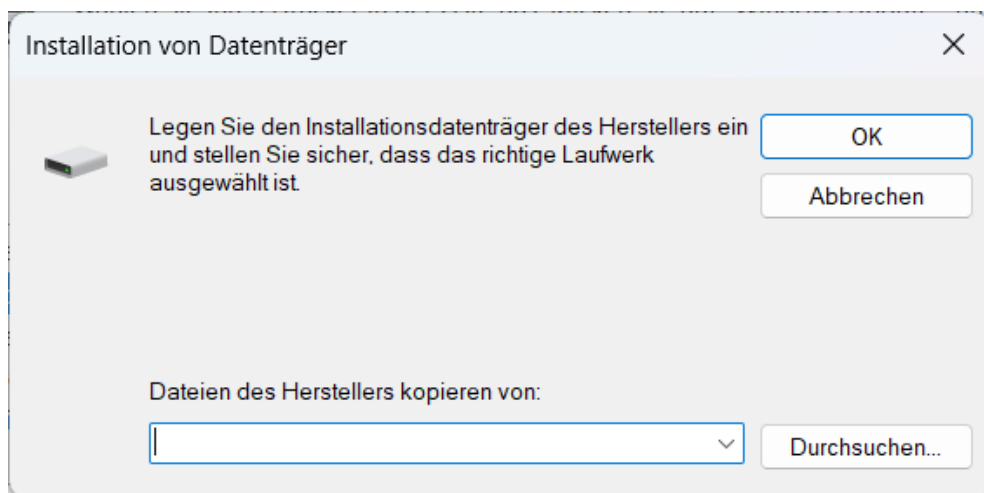 Installation von Datenträger
Legen Sie den Installationsdatenträger des Herstellers ein
und stellen Sie sicher, dass das richtige Laufwerk
ausgewählt ist.
OK
Abbrechen
Dateien des Herstellers kopieren von:
Durchsuchen...